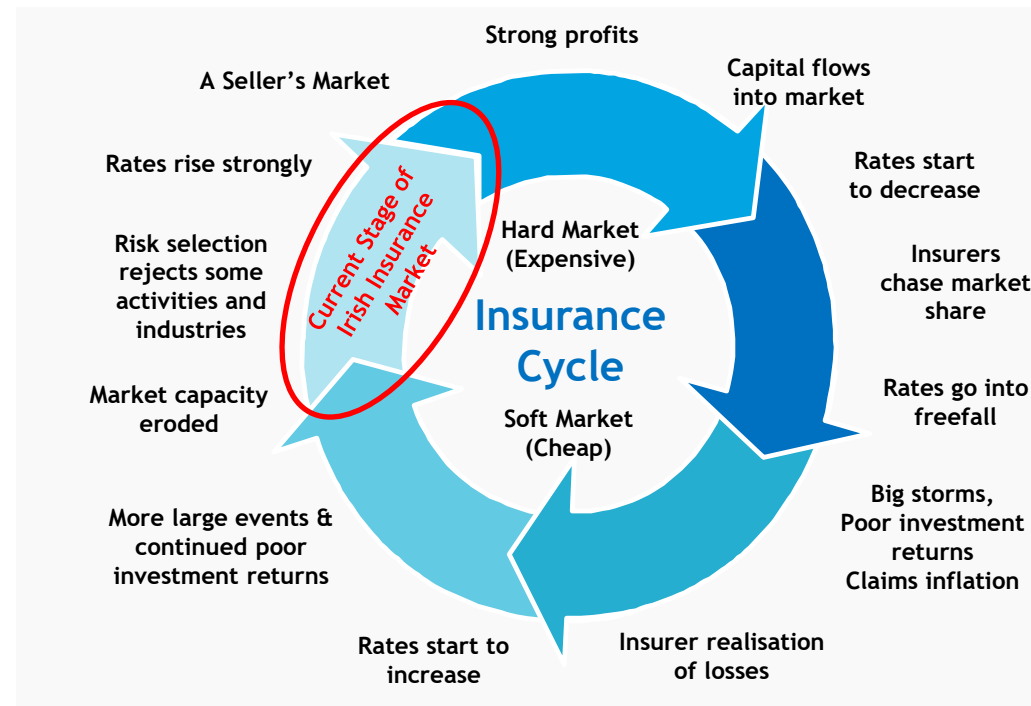 Strong profits
Capital flows
into market
Rates start
to decrease
Insurers
chase market
share
Rates go into
freefall
Big storms,
Poor investment
returns
Claims inflation
Insurer realisation
of losses
Rates start to
increase
More large events &
continued poor
investment returns
Market capacity
eroded
Risk selection
rejects some
activities and
industries
Rates rise strongly
A Seller’s Market
Current Stage of
Irish Insurance
Market
Hard Market
(Expensive)
Insurance
Cycle
Soft Market
(Cheap)